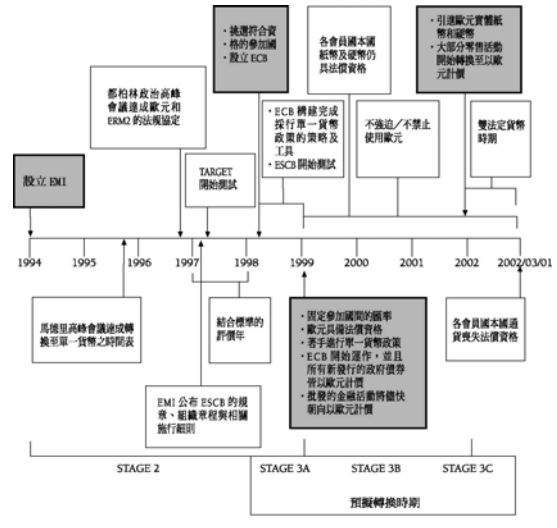 ・挑選符合資
格的參加國
・設立 ECB
各會員國本國
紙幣及硬幣仍
具法償資格
・引進歐元實體紙
幣和硬幣
・大部分零售活動
開始轉換至以歐
元計價
都柏林政治高峰
會議達成歐元和
ERM2 的法規協定
・ECB 構建完成
採行單一貨幣
政策的策略及
工具
・ESCB 開始測試
不強迫／不禁止
使用歐元
雙法定貨幣
時期
設立 EMI
TARGET
開始測試
1994
1995
1996
1997
1998
1999
2000
2001
2002
2002/03/01
馬德里高峰會議達成轉
換至單一貨幣之時間表
結合標準的
評價年
・固定參加國間的匯率
・歐元具備法償資格
・著手進行單一貨幣政策
・ECB 開始運作，並且
所有新發行的政府債券
皆以歐元計價
・批發的金融活動將儘快
朝向以歐元計價
各會員國本國通
貨喪失法償資格
EMI 公布 ESCB 的規
章、組織章程與相關
施行細則
STAGE 2
STAGE 3A
STAGE 3B
STAGE 3C
預擬轉換時期